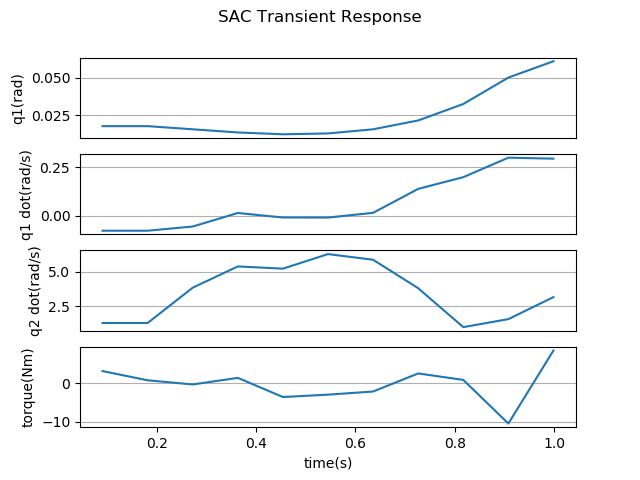 SAC Transient Response
q1(rad)
0.050
0.025
q1 dot(rad/s)
0.25
0.00
q2 dot(rad/s)
5.0
2.5
torque(Nm)
0
−10
0.2 0.4 0.6 0.8 1.0
time(s)